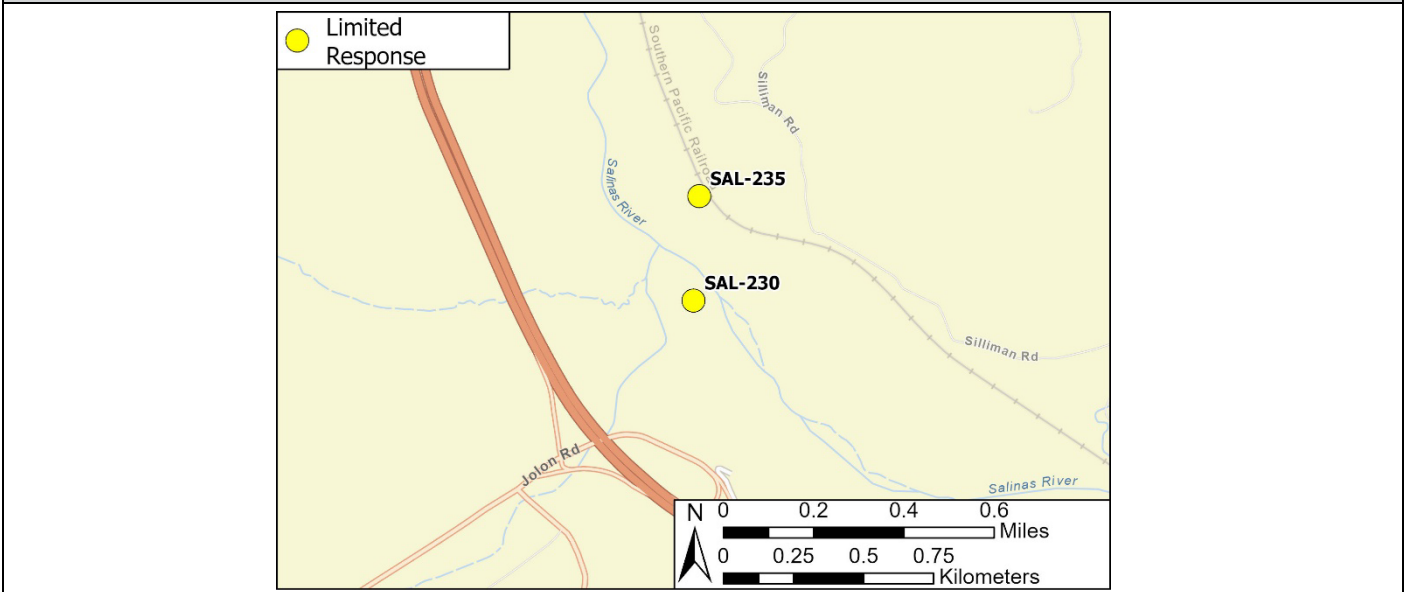 Limited
Response
Southern Pacific Railro
Silliman Rd
Salinas River
SAL-235
SAL-230
Silliman Rd
Jolon Rd
Salinas River
N
0 0.2 0.4 0.6
Miles
0 0.25 0.5 0.75
Kilometers